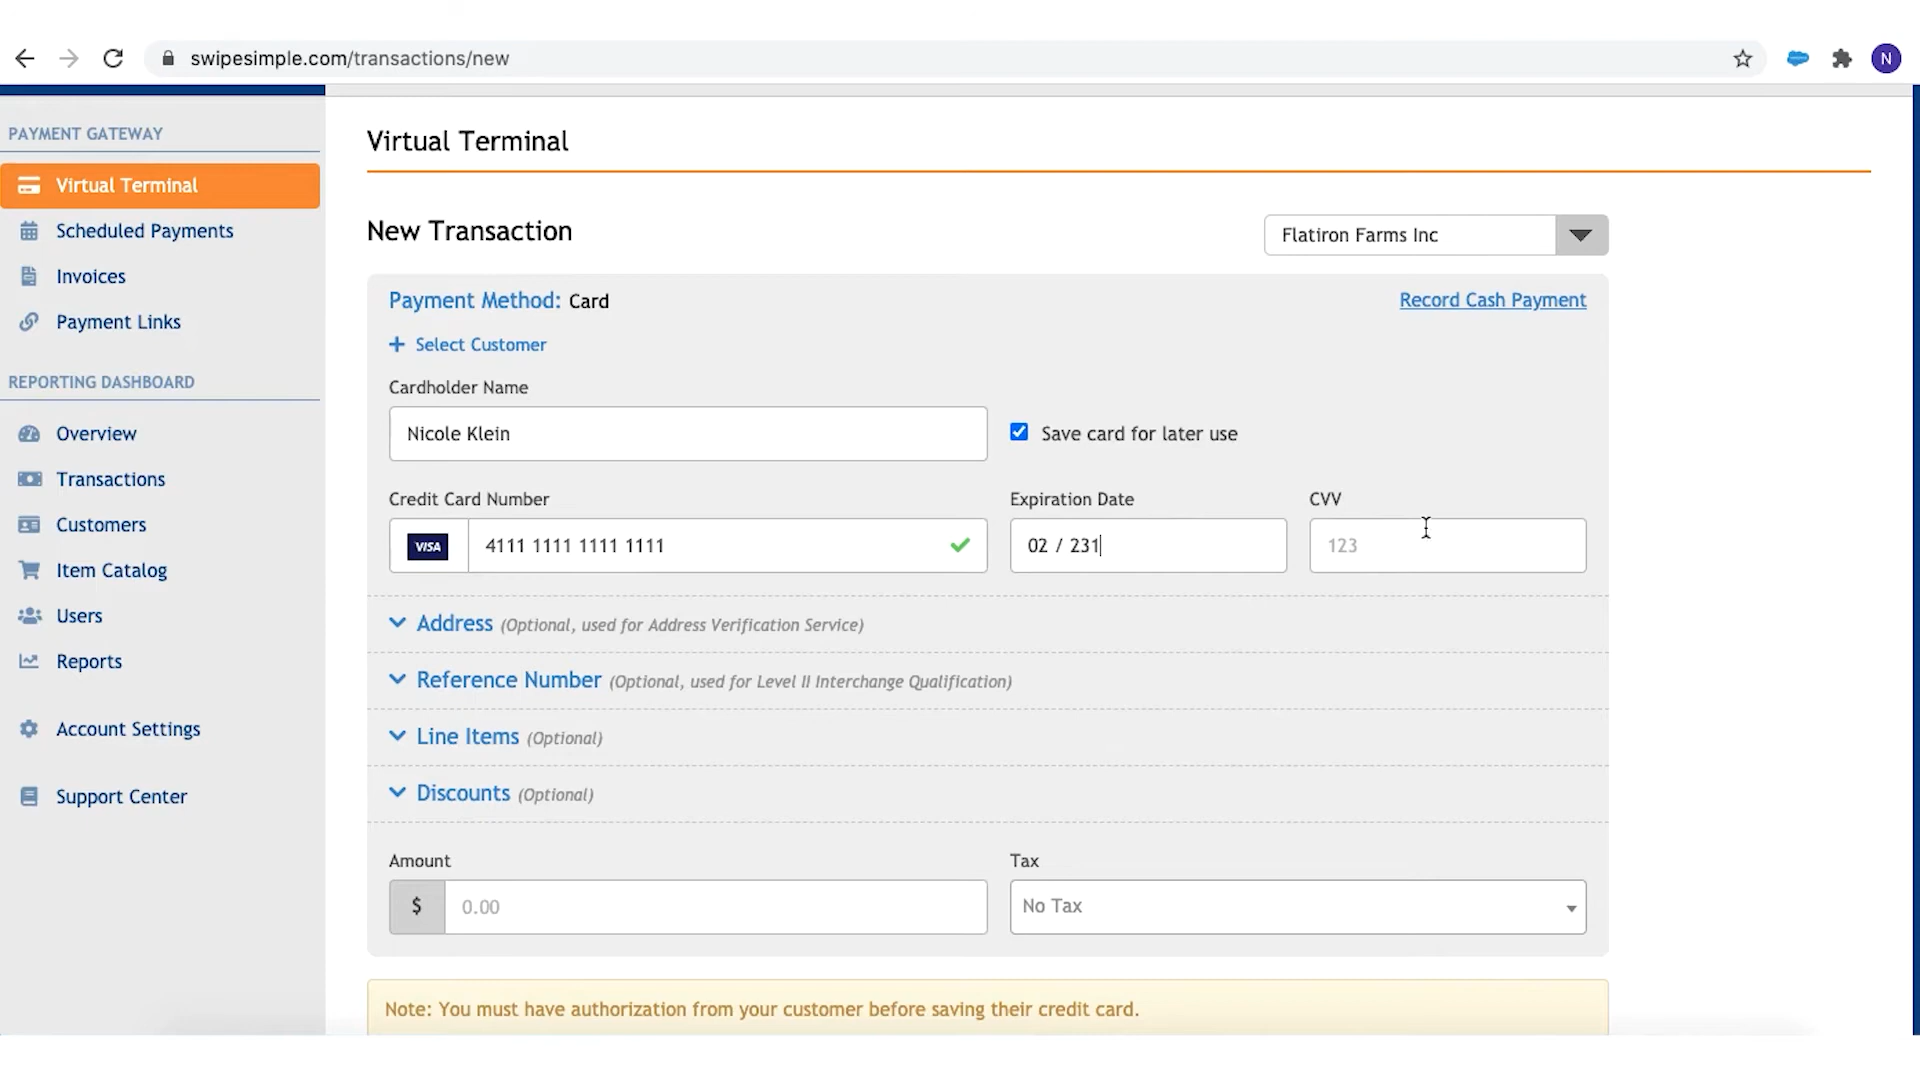 swipesimple.com/transactions/new
N
PAYMENT GATEWAY
Virtual Terminal
Scheduled Payments
Invoices
Payment Links
REPORTING DASHBOARD
Overview
Transactions
Customers
Item Catalog
Users
Reports
Account Settings
Support Center
Virtual Terminal
New Transaction
Flatiron Farms Inc
Payment Method: Card
Record Cash Payment
+ Select Customer
Cardholder Name
Nicole Klein
Save card for later use
Credit Card Number
Expiration Date
CVV
VISA
4111 1111 1111 1111
02 / 231
123
Address (Optional, used for Address Verification Service)
Reference Number (Optional, used for Level II Interchange Qualification)
Line Items (Optional)
Discounts (Optional)
Amount
Tax
$ 0.00
No Tax
Note: You must have authorization from your customer before saving their credit card.